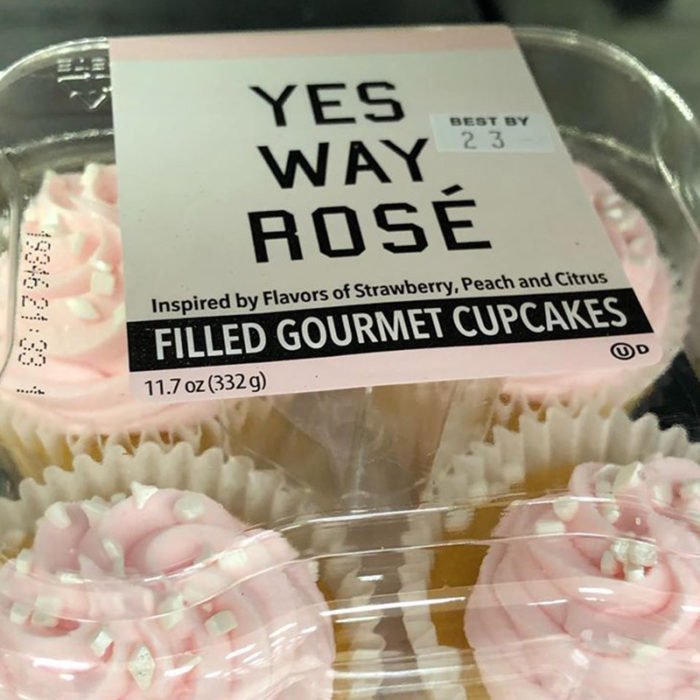 YES
WAY
ROSÉ
BEST BY
23
Inspired by Flavors of Strawberry, Peach and Citrus
FILLED GOURMET CUPCAKES
11.7 oz (332 g)
Ⓤ D